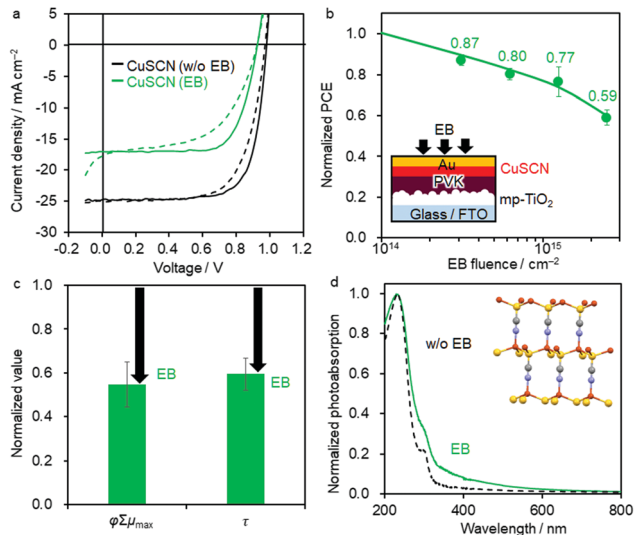 a
5
0
-5
-10
-15
-20
-25
-30
-0.2
0.0
0.2
0.4
0.6
0.8
1.0
1.2
Current density / mA cm⁻²
Voltage / V
CuSCN (w/o EB)
CuSCN (EB)
b
1.0
0.8
0.6
0.4
0.2
0.0
10¹⁴
10¹⁵
Normalized PCE
EB fluence / cm⁻²
0.87
0.80
0.77
0.59
EB
Au
CuSCN
PVK
mp-TiO₂
Glass / FTO
c
1.0
0.8
0.6
0.4
0.2
0.0
Normalized value
EB
EB
φΣμmax
τ
d
1.0
0.8
0.6
0.4
0.2
0.0
Normalized photoabsorption
w/o EB
EB
200
300
400
500
600
700
800
Wavelength / nm